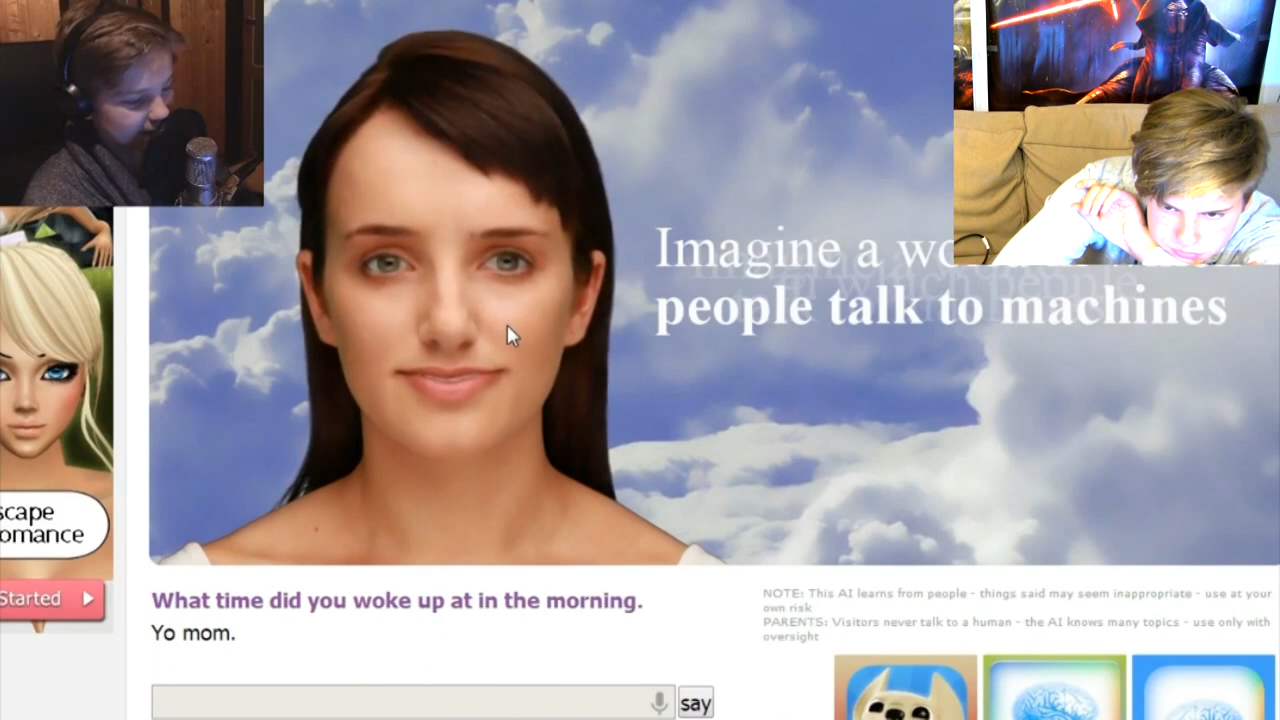 Imagine a
people talk to machines
scape
omance
Started
What time did you woke up at in the morning.
Yo mom.
NOTE: This AI learns from people - things said may seem inappropriate - use at your
own risk
PARENTS: Visitors never talk to a human - the AI knows many topics - use only with
oversight
say